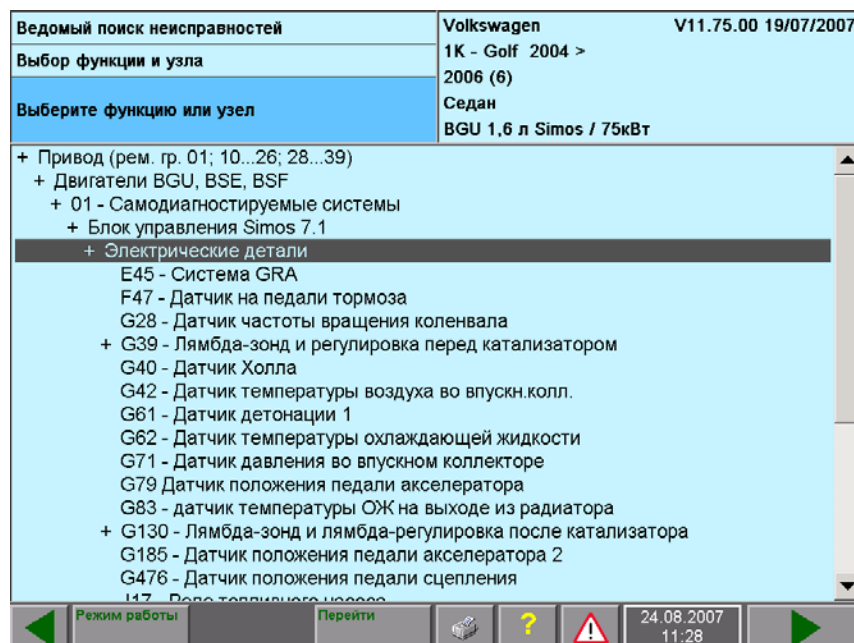 Ведомый поиск неисправностей
Выбор функции и узла
Выберите функцию или узел
Volkswagen V11.75.00 19/07/2007
1K - Golf 2004 >
2006 (6)
Седан
BGU 1,6 л Simos / 75кВт
+ Привод (рем. гр. 01; 10...26; 28...39)
+ Двигатели BGU, BSE, BSF
+ 01 - Самодиагностируемые системы
+ Блок управления Simos 7.1
+ Электрические детали
E45 - Система GRA
F47 - Датчик на педали тормоза
G28 - Датчик частоты вращения коленвала
+ G39 - Лямбда-зонд и регулировка перед катализатором
G40 - Датчик Холла
G42 - Датчик температуры воздуха во впускн.колл.
G61 - Датчик детонации 1
G62 - Датчик температуры охлаждающей жидкости
G71 - Датчик давления во впускном коллекторе
G79 Датчик положения педали акселератора
G83 - датчик температуры ОЖ на выходе из радиатора
+ G130 - Лямбда-зонд и лямбда-регулировка после катализатора
G185 - Датчик положения педали акселератора 2
G476 - Датчик положения педали сцепления
J17 - Реле топливного насоса
Режим работы
Перейти
?
24.08.2007
11:28